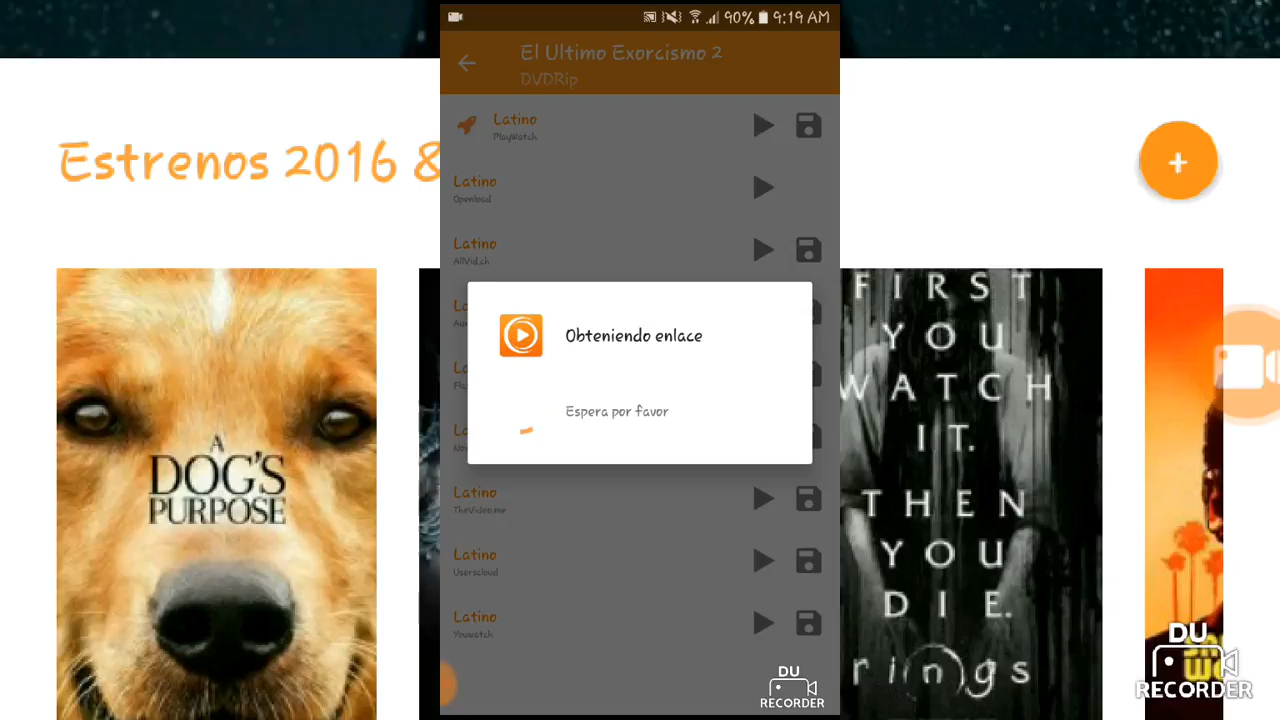 90% 9:19 AM
El Ultimo Exorcismo 2
DVDRip
Estrenos 2016 &
Latino
PlayWatch
Latino
Openload
Latino
AllVid.ch
Obteniendo enlace
Espera por favor
Latino
TheVideo.me
Latino
Userscloud
Latino
Youwatch
A
DOG'S
PURPOSE
FIRST
YOU
WATCH
IT.
THEN
YOU
DIE.
rings
DU
RECORDER
DU
RECORDER